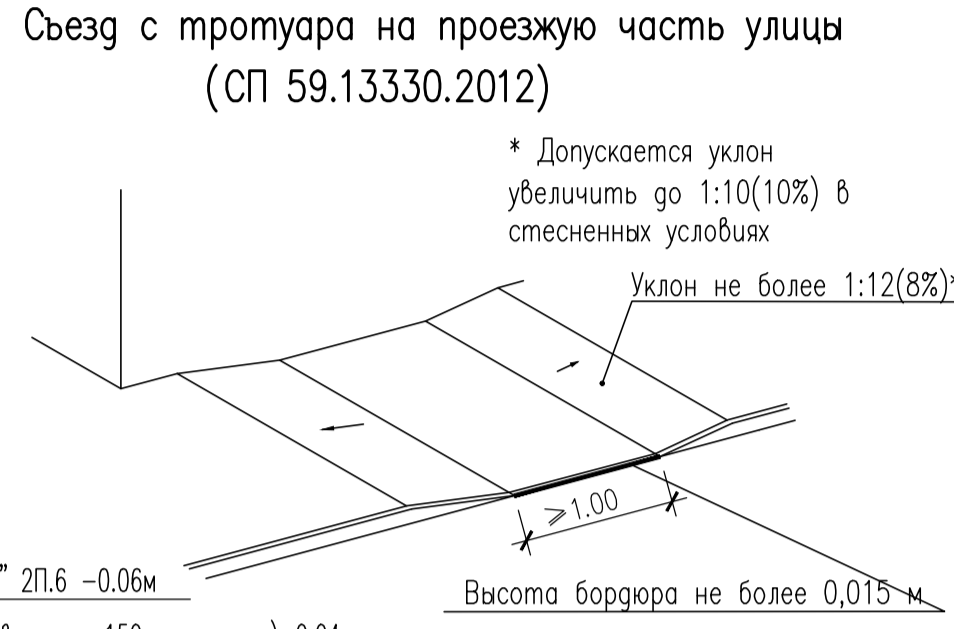 Съезд с тротуара на проезжую часть улицы
(СП 59.13330.2012)
* Допускается уклон
увеличить до 1:10(10%) в
стесненных условиях
Уклон не более 1:12(8%)*
⩾1.00
" 2П.6 -0.06м
Высота бордюра не более 0,015 м